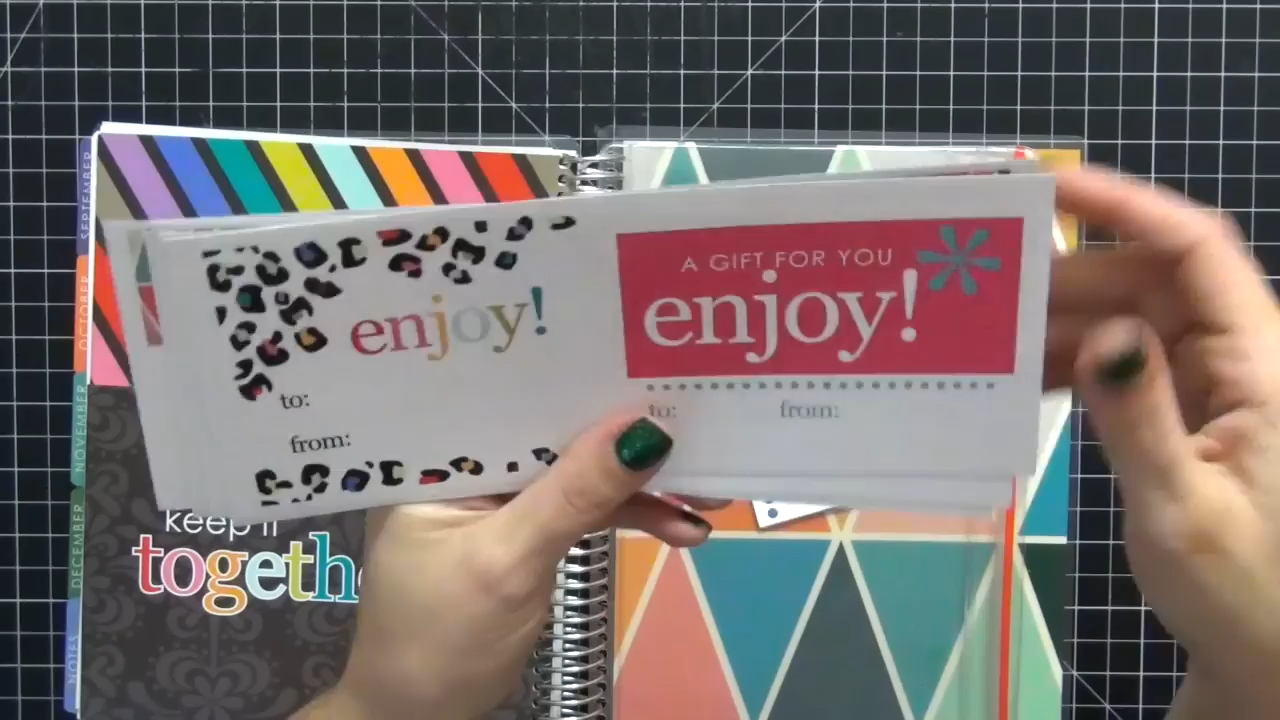 SEPTEMBER
OCTOBER
NOVEMBER
DECEMBER
NOTES
enjoy!
to:
from:
A GIFT FOR YOU
enjoy!
to: from:
keep it
togeth